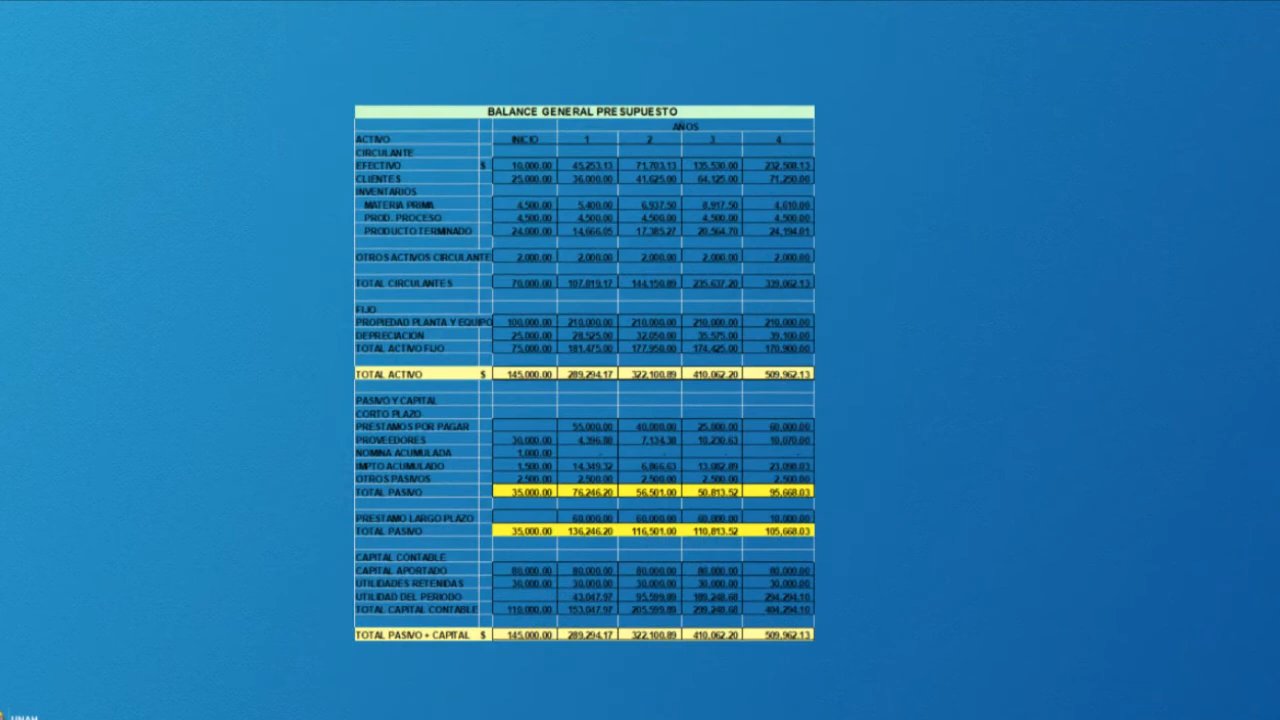 BALANCE GENERAL PRESUPUESTO
AÑOS
ACTIVO INICIO 1 2 3 4
CIRCULANTE
EFECTIVO $ 10,000.00 45,253.13 71,703.13 135,530.00 232,508.13
CLIENTES 25,000.00 36,000.00 41,625.00 64,125.00 71,250.00
INVENTARIOS
MATERIA PRIMA 4,500.00 5,400.00 6,937.50 8,917.50 4,610.00
PROD. PROCESO 4,500.00 4,500.00 4,500.00 4,500.00 4,500.00
PRODUCTO TERMINADO 24,000.00 14,666.05 17,385.27 20,564.70 24,194.01
OTROS ACTIVOS CIRCULANTE 2,000.00 2,000.00 2,000.00 2,000.00 2,000.00
TOTAL CIRCULANTES 70,000.00 107,819.17 144,150.89 235,637.20 339,062.13
FIJO
PROPIEDAD PLANTA Y EQUIPO 100,000.00 210,000.00 210,000.00 210,000.00 210,000.00
DEPRECIACION 25,000.00 28,525.00 32,050.00 35,575.00 39,100.00
TOTAL ACTIVO FIJO 75,000.00 181,475.00 177,950.00 174,425.00 170,900.00
TOTAL ACTIVO $ 145,000.00 289,294.17 322,100.89 410,062.20 509,962.13
PASIVO Y CAPITAL
CORTO PLAZO
PRESTAMOS POR PAGAR 55,000.00 40,000.00 25,000.00 60,000.00
PROVEEDORES 30,000.00 4,396.88 7,134.38 10,230.63 10,070.00
NOMINA ACUMULADA 1,000.00 - - - -
IMPTO ACUMULADO 1,500.00 14,349.32 6,866.63 13,082.89 23,098.03
OTROS PASIVOS 2,500.00 2,500.00 2,500.00 2,500.00 2,500.00
TOTAL PASIVO 35,000.00 76,246.20 56,501.00 50,813.52 95,668.03
PRESTAMO LARGO PLAZO 60,000.00 60,000.00 60,000.00 10,000.00
TOTAL PASIVO 35,000.00 136,246.20 116,501.00 110,813.52 105,668.03
CAPITAL CONTABLE
CAPITAL APORTADO 80,000.00 80,000.00 80,000.00 80,000.00 80,000.00
UTILIDADES RETENIDAS 30,000.00 30,000.00 30,000.00 30,000.00 30,000.00
UTILIDAD DEL PERIODO 43,047.97 95,599.89 189,248.68 294,294.10
TOTAL CAPITAL CONTABLE 110,000.00 153,047.97 205,599.89 299,248.68 404,294.10
TOTAL PASIVO + CAPITAL $ 145,000.00 289,294.17 322,100.89 410,062.20 509,962.13